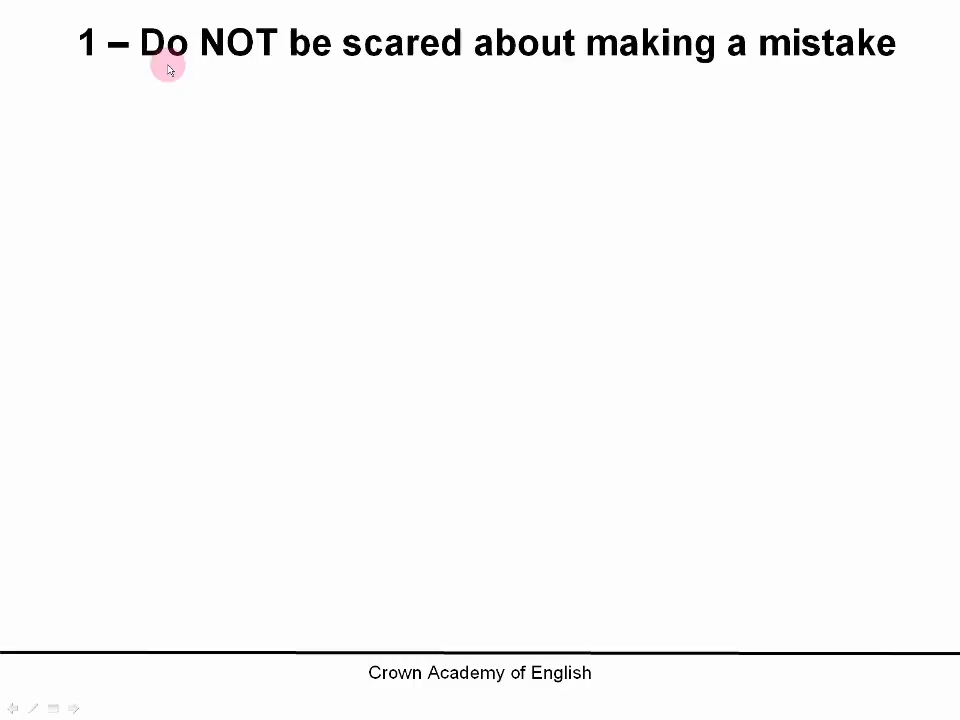 1 – Do NOT be scared about making a mistake
Crown Academy of English